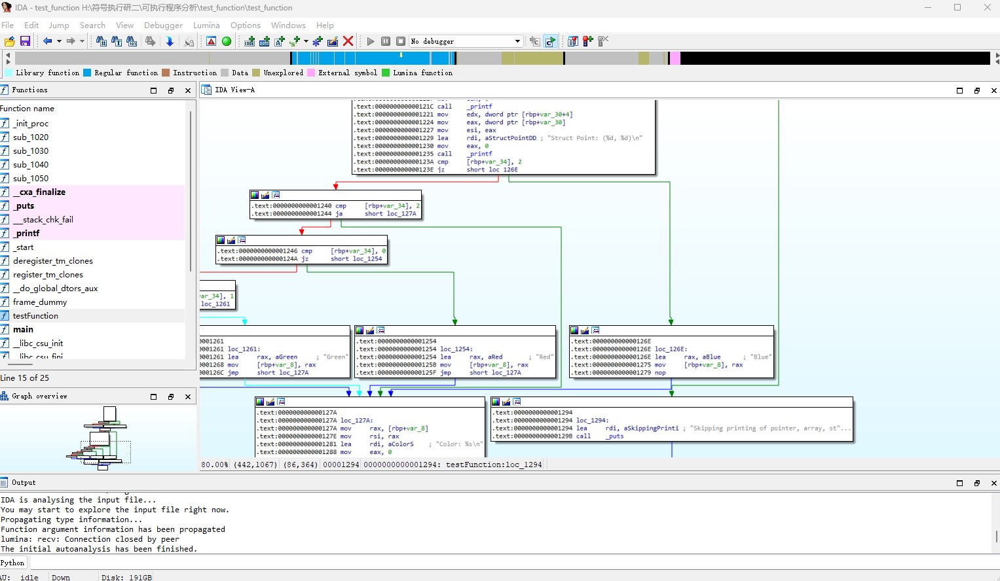 IDA - test_function H:\符号执行研二\可执行程序分析\test_function\test_function
File Edit Jump Search View Debugger Lumina Options Windows Help
No debugger
Library function Regular function Instruction Data Unexplored External symbol Lumina function
Functions
Function name
_init_proc
sub_1020
sub_1030
sub_1040
sub_1050
__cxa_finalize
_puts
___stack_chk_fail
_printf
_start
deregister_tm_clones
register_tm_clones
__do_global_dtors_aux
frame_dummy
testFunction
main
__libc_csu_init
__libc_csu_fini
Line 15 of 25
Graph overview
IDA View-A
.text:000000000000121C call _printf
.text:0000000000001221 mov edx, dword ptr [rbp+var_30+4]
.text:0000000000001224 mov eax, dword ptr [rbp+var_30]
.text:0000000000001227 mov esi, eax
.text:0000000000001229 lea rdi, aStructPointDD ; "Struct Point: (%d, %d)\n"
.text:0000000000001230 mov eax, 0
.text:0000000000001235 call _printf
.text:000000000000123A cmp [rbp+var_34], 2
.text:000000000000123E jz short loc_126E
.text:0000000000001240 cmp [rbp+var_34], 2
.text:0000000000001244 ja short loc_127A
.text:0000000000001246 cmp [rbp+var_34], 0
.text:000000000000124A jz short loc_1254
ar_34], 1
loc_1261
001261
001261 loc_1261:
001261 lea rax, aGreen ; "Green"
001268 mov [rbp+var_8], rax
00126C jmp short loc_127A
.text:0000000000001254
.text:0000000000001254 loc_1254:
.text:0000000000001254 lea rax, aRed ; "Red"
.text:000000000000125B mov [rbp+var_8], rax
.text:000000000000125F jmp short loc_127A
.text:000000000000126E
.text:000000000000126E loc_126E:
.text:000000000000126E lea rax, aBlue ; "Blue"
.text:0000000000001275 mov [rbp+var_8], rax
.text:0000000000001279 nop
.text:000000000000127A
.text:000000000000127A loc_127A:
.text:000000000000127A mov rax, [rbp+var_8]
.text:000000000000127E mov rsi, rax
.text:0000000000001281 lea rdi, aColorS ; "Color: %s\n"
.text:0000000000001288 mov eax, 0
.text:0000000000001294
.text:0000000000001294 loc_1294:
.text:0000000000001294 lea rdi, aSkippingPrinti ; "Skipping printing of pointer, array, st"...
.text:000000000000129B call _puts
80.00% (442,1067) (86,364) 00001294 0000000000001294: testFunction:loc_1294
Output
IDA is analysing the input file...
You may start to explore the input file right now.
Propagating type information...
Function argument information has been propagated
lumina: recv: Connection closed by peer
The initial autoanalysis has been finished.
Python
AU: idle Down Disk: 191GB